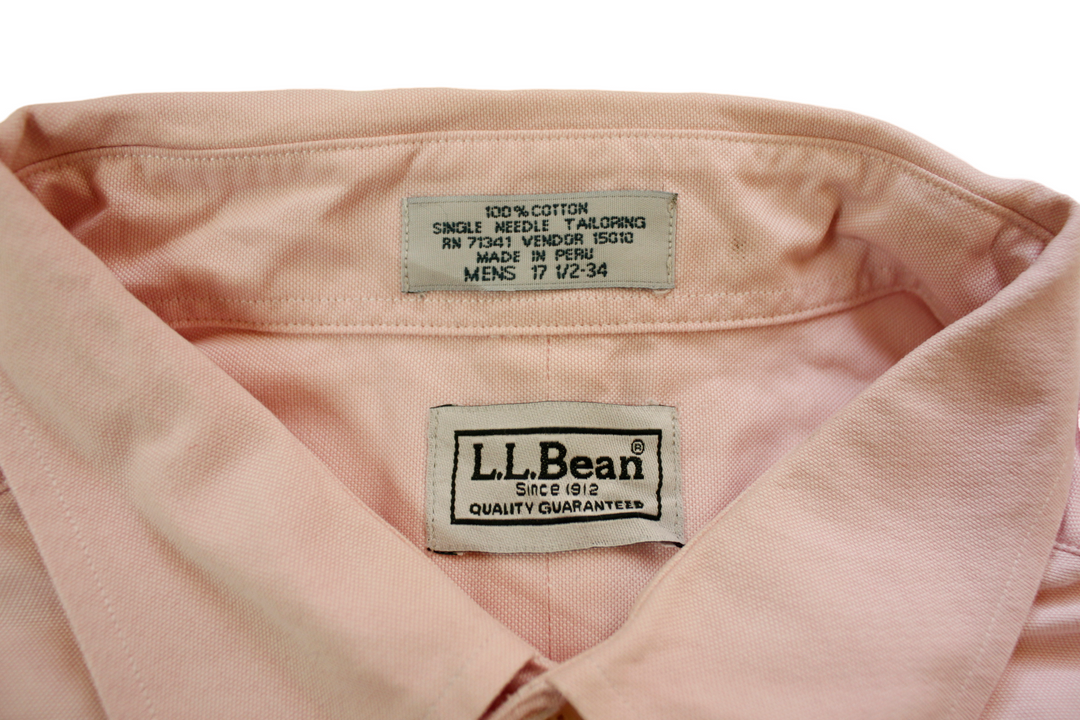 100% COTTON
SINGLE NEEDLE TAILORING
RN 71341 VENDOR 15010
MADE IN PERU
MENS 17 1/2-34
L.L.Bean®
Since 1912
QUALITY GUARANTEED